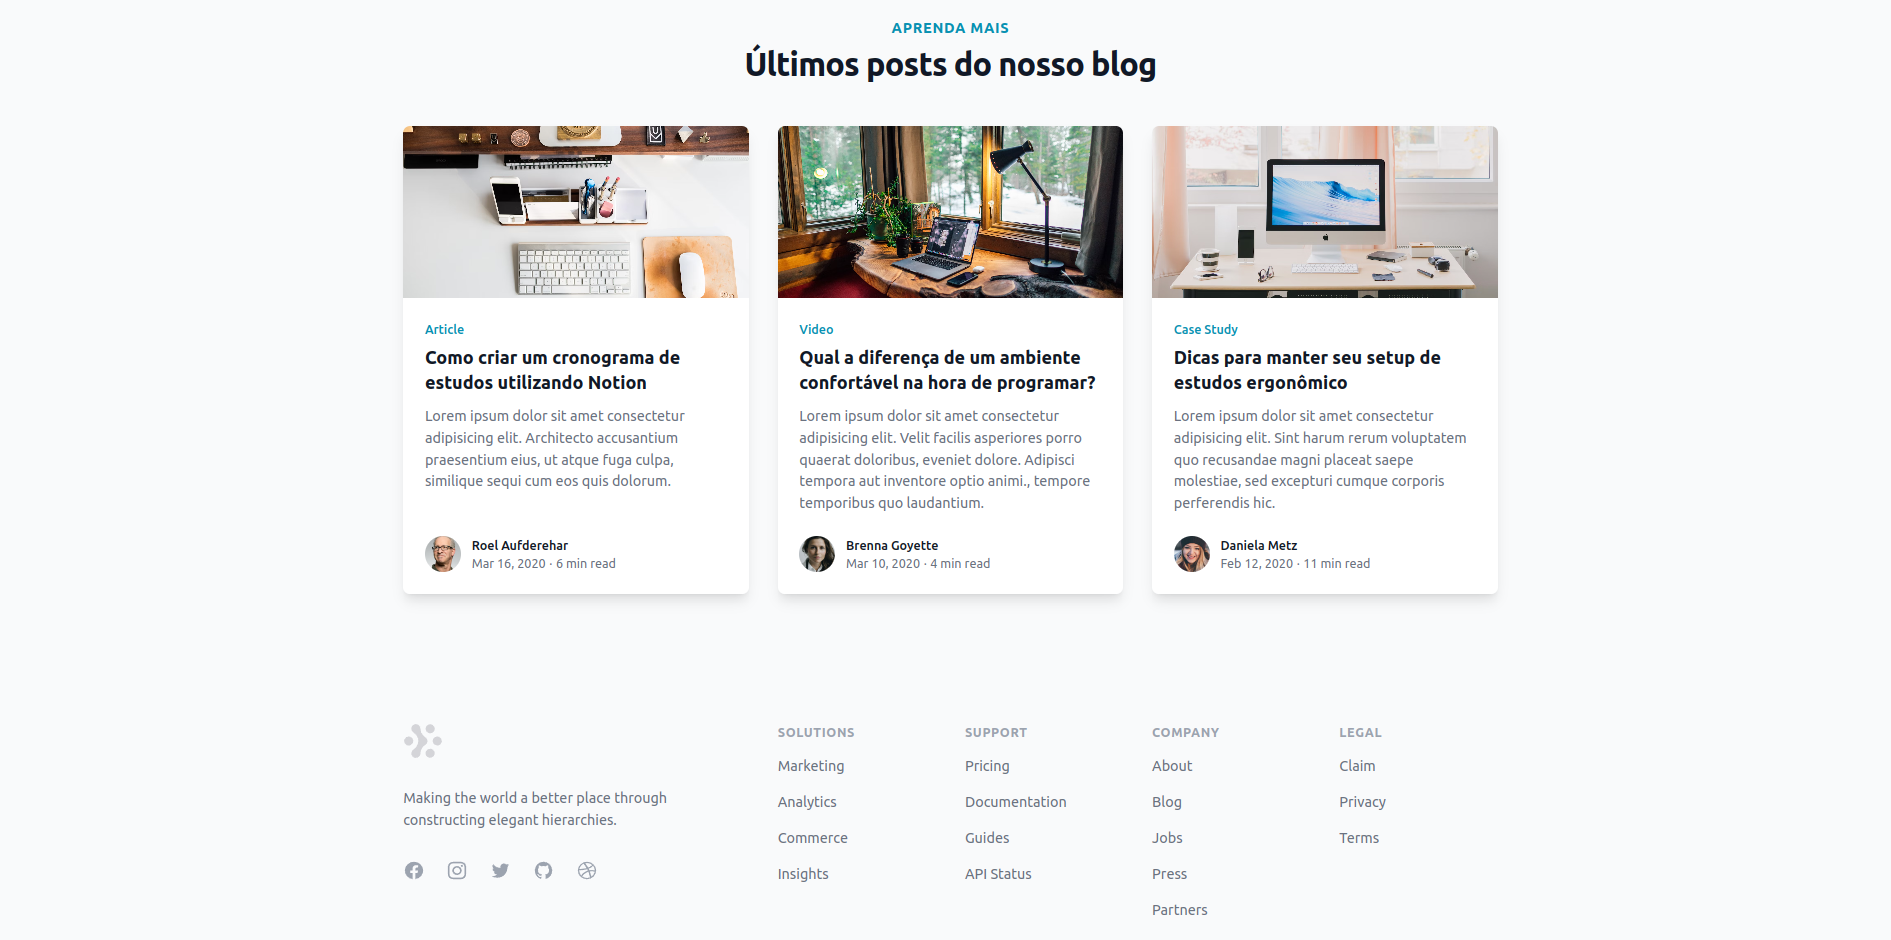 APRENDA MAIS
Últimos posts do nosso blog
Article
Como criar um cronograma de
estudos utilizando Notion
Lorem ipsum dolor sit amet consectetur
adipisicing elit. Architecto accusantium
praesentium eius, ut atque fuga culpa,
similique sequi cum eos quis dolorum.
Roel Aufderehar
Mar 16, 2020 · 6 min read
Video
Qual a diferença de um ambiente
confortável na hora de programar?
Lorem ipsum dolor sit amet consectetur
adipisicing elit. Velit facilis asperiores porro
quaerat doloribus, eveniet dolore. Adipisci
tempora aut inventore optio animi., tempore
temporibus quo laudantium.
Brenna Goyette
Mar 10, 2020 · 4 min read
Case Study
Dicas para manter seu setup de
estudos ergonômico
Lorem ipsum dolor sit amet consectetur
adipisicing elit. Sint harum rerum voluptatem
quo recusandae magni placeat saepe
molestiae, sed excepturi cumque corporis
perferendis hic.
Daniela Metz
Feb 12, 2020 · 11 min read
Making the world a better place through
constructing elegant hierarchies.
SOLUTIONS
Marketing
Analytics
Commerce
Insights
SUPPORT
Pricing
Documentation
Guides
API Status
COMPANY
About
Blog
Jobs
Press
Partners
LEGAL
Claim
Privacy
Terms